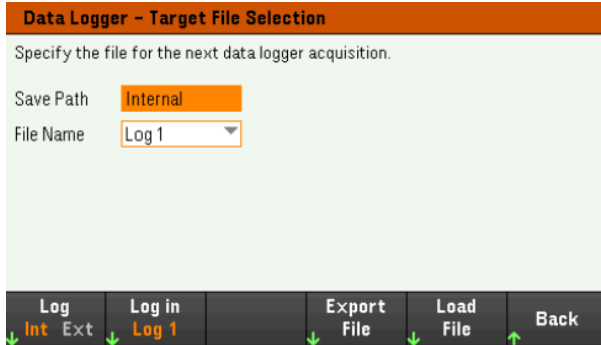 Data Logger – Target File Selection
Specify the file for the next data logger acquisition.
Save Path Internal
File Name Log 1
Log Int Ext
Log in Log 1
Export File
Load File
Back